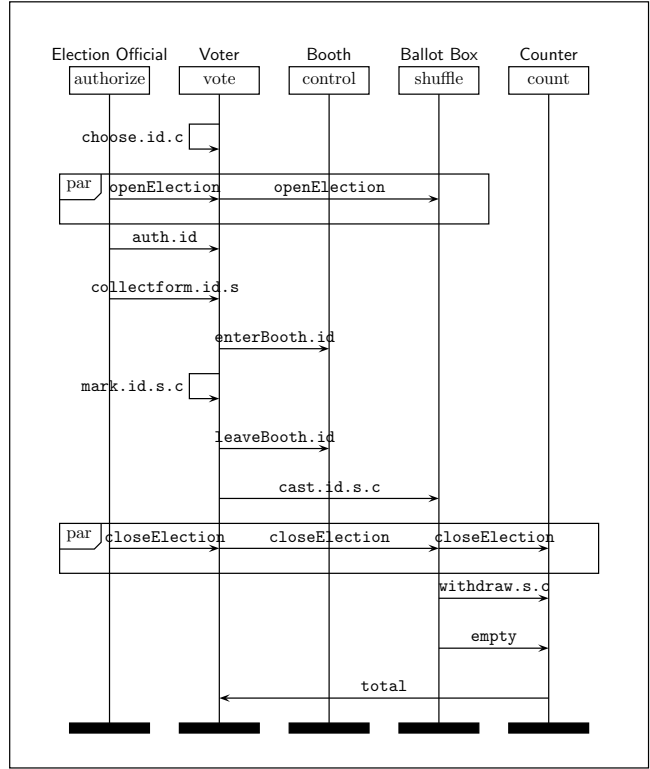 Election Official Voter Booth Ballot Box Counter
authorize vote control shuffle count
choose.id.c
par openElection openElection
auth.id
collectform.id.s
enterBooth.id
mark.id.s.c
leaveBooth.id
cast.id.s.c
par closeElection closeElection closeElection
withdraw.s.c
empty
total